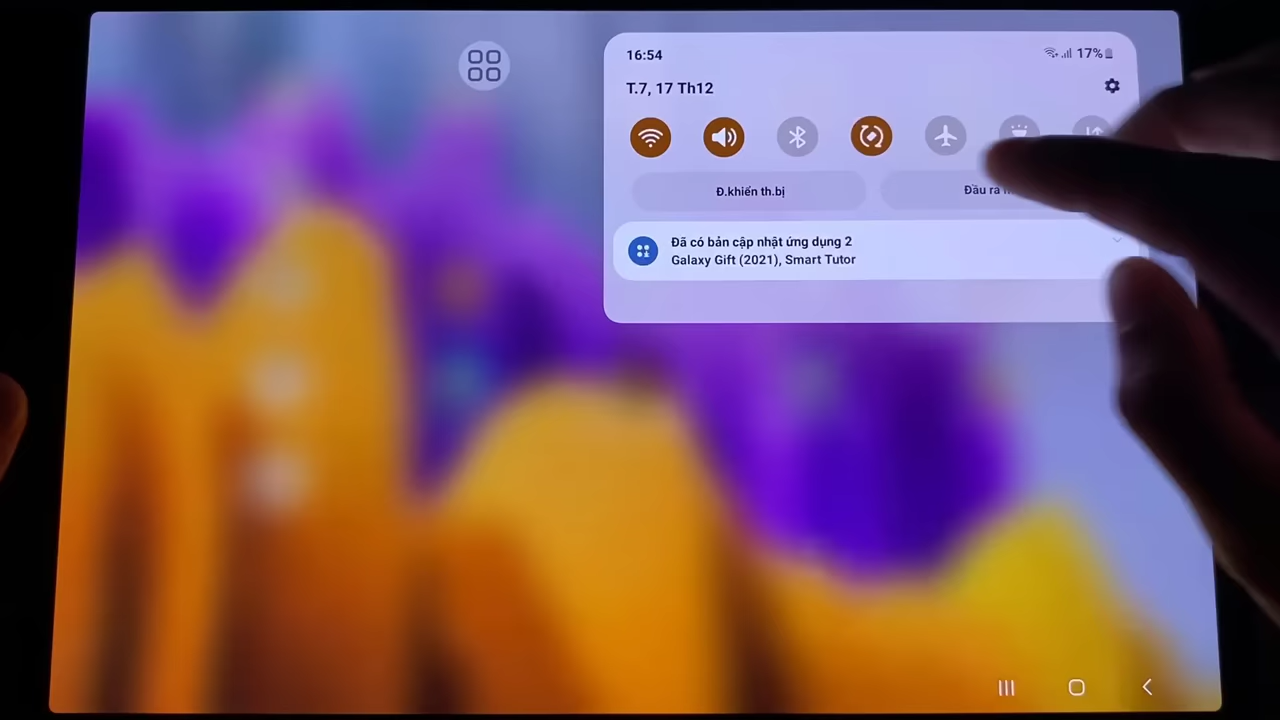 16:54
17%
T.7, 17 Th12
Đ.khiển th.bị
Đầu ra
Đã có bản cập nhật ứng dụng 2
Galaxy Gift (2021), Smart Tutor